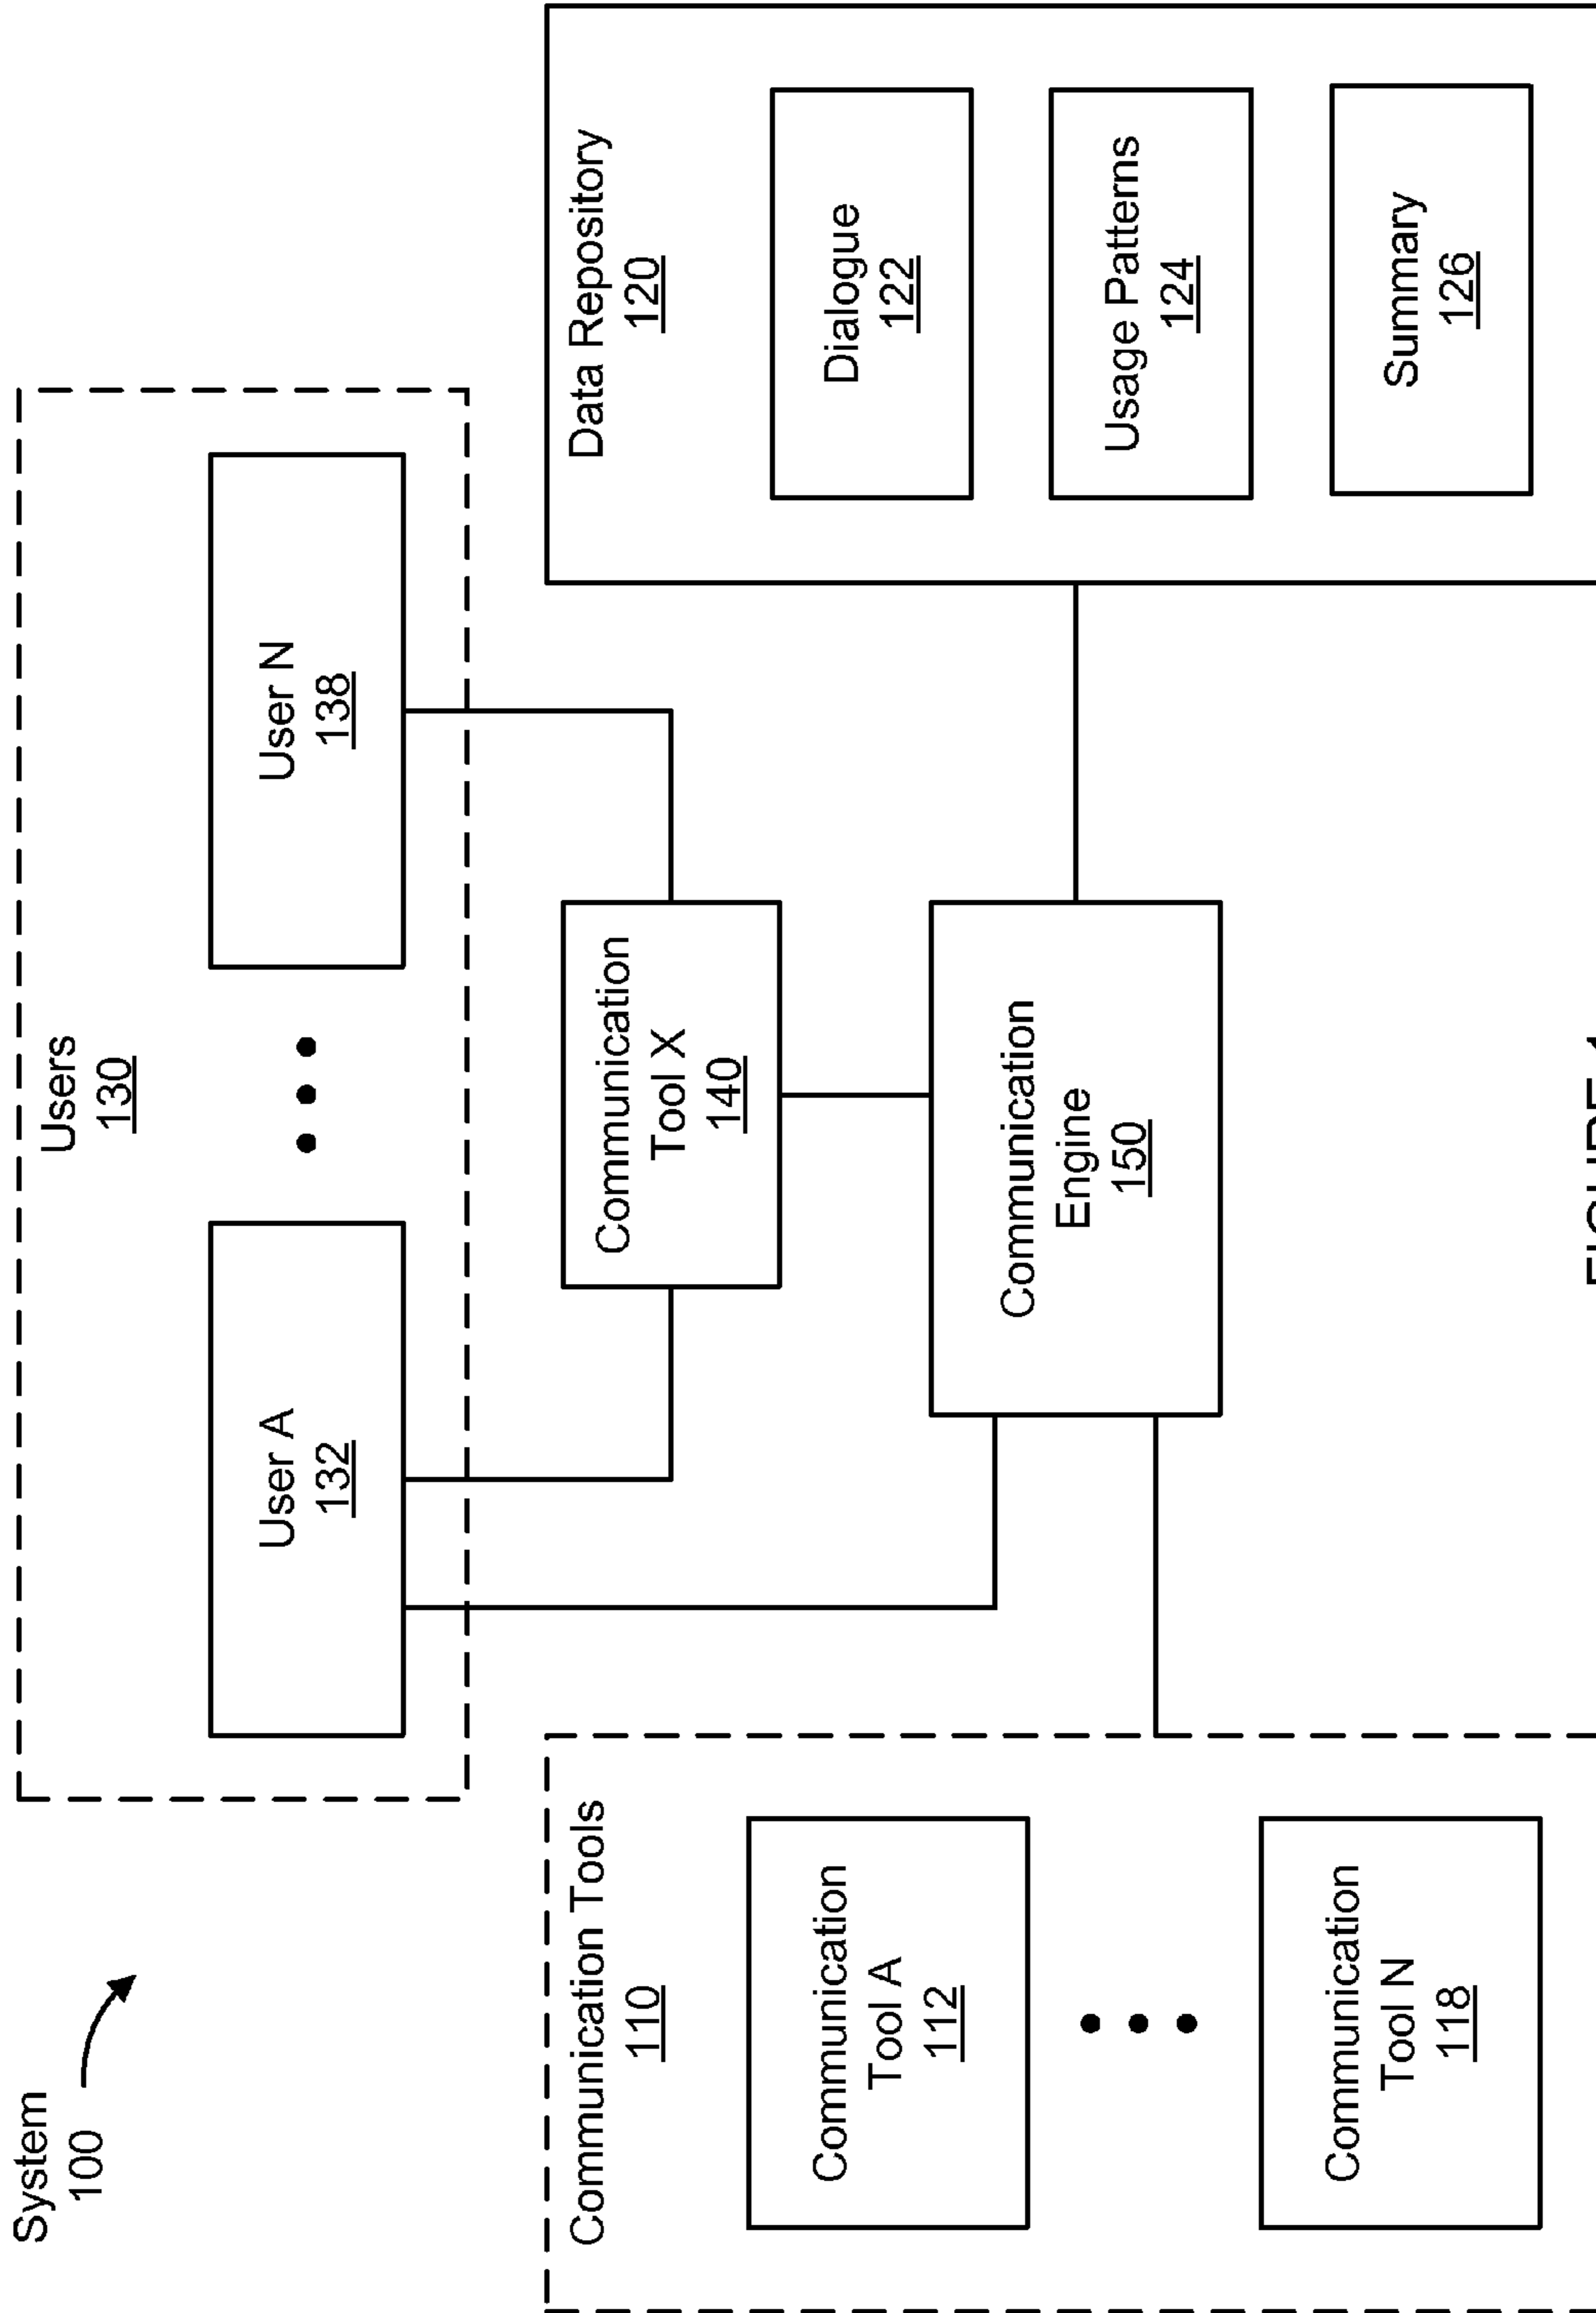 System
100
Users
130
User A
132
User N
138
Communication Tools
110
Communication
Tool A
112
Communication
Tool N
118
Communication
Tool X
140
Communication
Engine
150
Data Repository
120
Dialogue
122
Usage Patterns
124
Summary
126